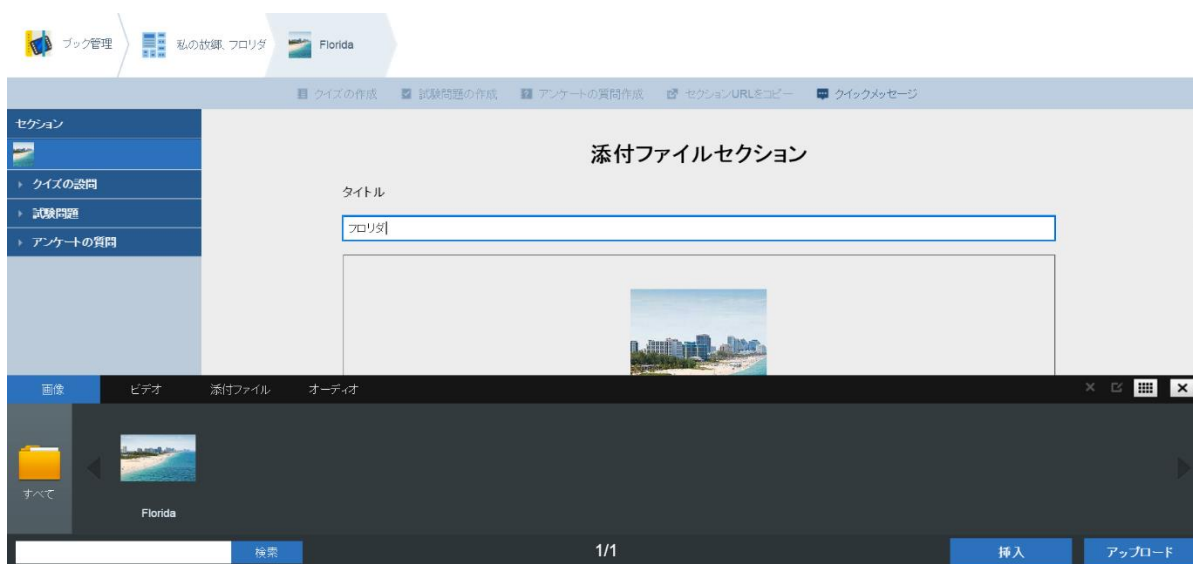 ブック管理
私の故郷, フロリダ
Florida
クイズの作成
試験問題の作成
アンケートの質問作成
セクションURLをコピー
クイックメッセージ
セクション
クイズの設問
試験問題
アンケートの質問
添付ファイルセクション
タイトル
フロリダ
画像
ビデオ
添付ファイル
オーディオ
すべて
Florida
検索
1/1
挿入
アップロード